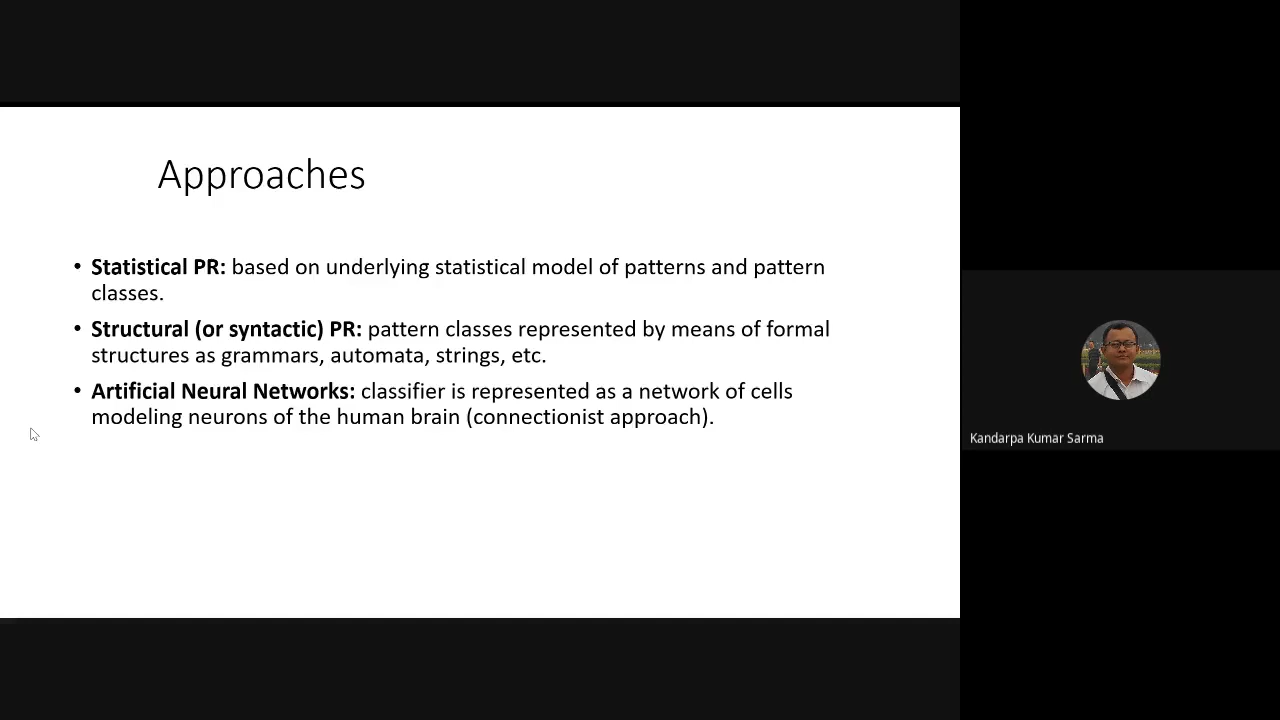 Approaches
• Statistical PR: based on underlying statistical model of patterns and pattern
classes.
• Structural (or syntactic) PR: pattern classes represented by means of formal
structures as grammars, automata, strings, etc.
• Artificial Neural Networks: classifier is represented as a network of cells
modeling neurons of the human brain (connectionist approach).
Kandarpa Kumar Sarma